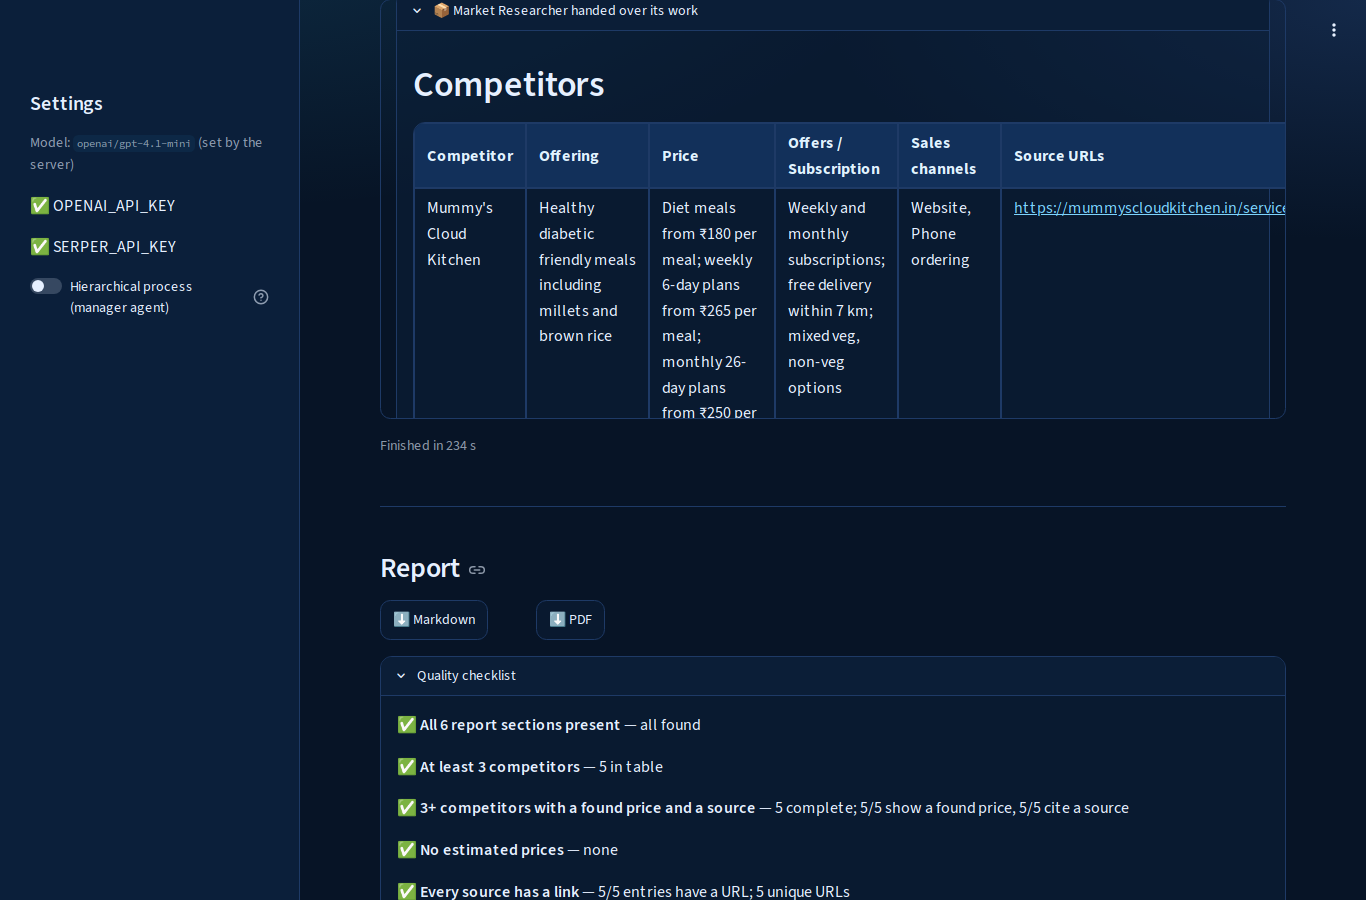 📦 Market Researcher handed over its work
Settings
Model: openai/gpt-4.1-mini (set by the
server)
✅ OPENAI_API_KEY
✅ SERPER_API_KEY
Hierarchical process
(manager agent)
Competitors
Competitor
Offering
Price
Offers /
Subscription
Sales
channels
Source URLs
Mummy's
Cloud
Kitchen
Healthy
diabetic
friendly meals
including
millets and
brown rice
Diet meals
from ₹180 per
meal; weekly
6-day plans
from ₹265 per
meal;
monthly 26-
day plans
from ₹250 per
Weekly and
monthly
subscriptions;
free delivery
within 7 km;
mixed veg,
non-veg
options
Website,
Phone
ordering
https://mummyscloudkitchen.in/service
Finished in 234 s
Report
⬇️ Markdown
⬇️ PDF
Quality checklist
✅ All 6 report sections present — all found
✅ At least 3 competitors — 5 in table
✅ 3+ competitors with a found price and a source — 5 complete; 5/5 show a found price, 5/5 cite a source
✅ No estimated prices — none
✅ Every source has a link — 5/5 entries have a URL; 5 unique URLs